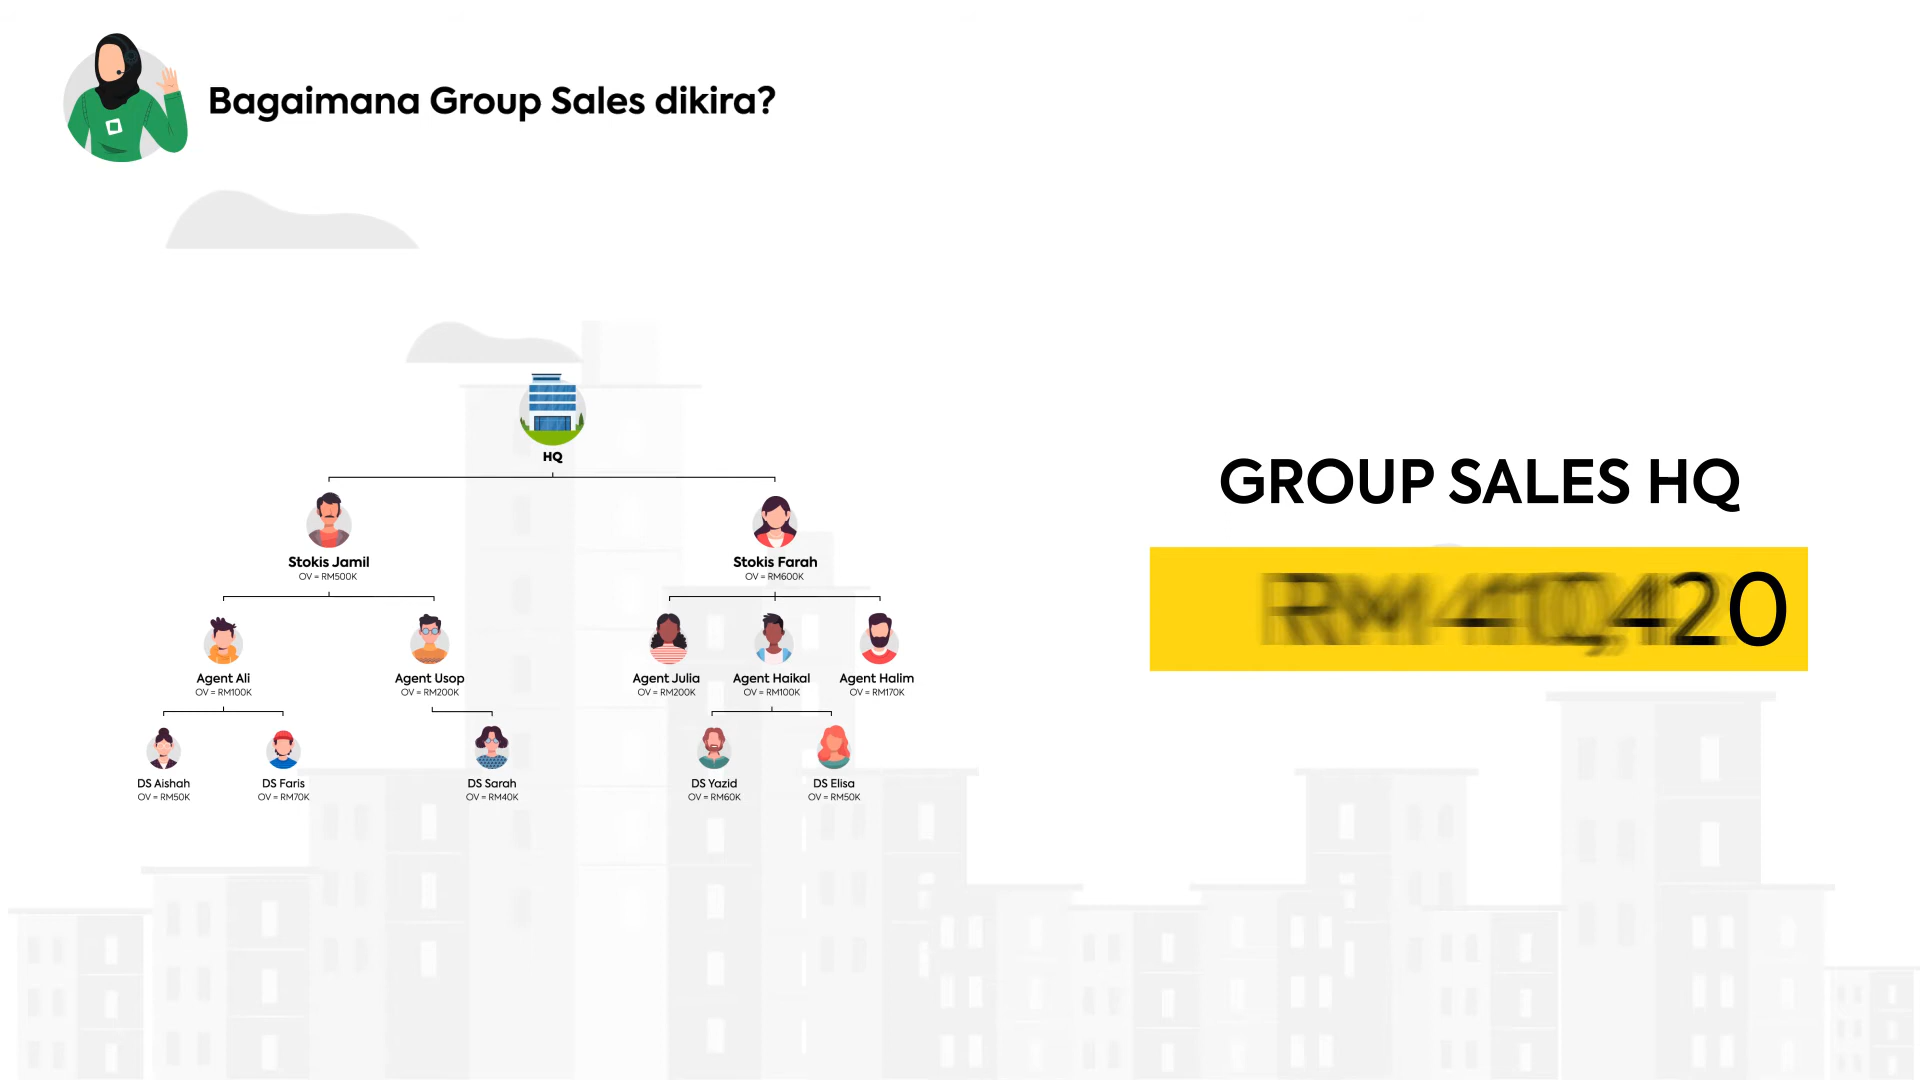 Bagaimana Group Sales dikira?
HQ
Stokis Jamil
OV = RM500K
Stokis Farah
OV = RM600K
Agent Ali
OV = RM100K
Agent Usop
OV = RM200K
Agent Julia
OV = RM200K
Agent Haikal
OV = RM100K
Agent Halim
OV = RM170K
DS Aishah
OV = RM50K
DS Faris
OV = RM70K
DS Sarah
OV = RM40K
DS Yazid
OV = RM60K
DS Elisa
OV = RM50K
GROUP SALES HQ